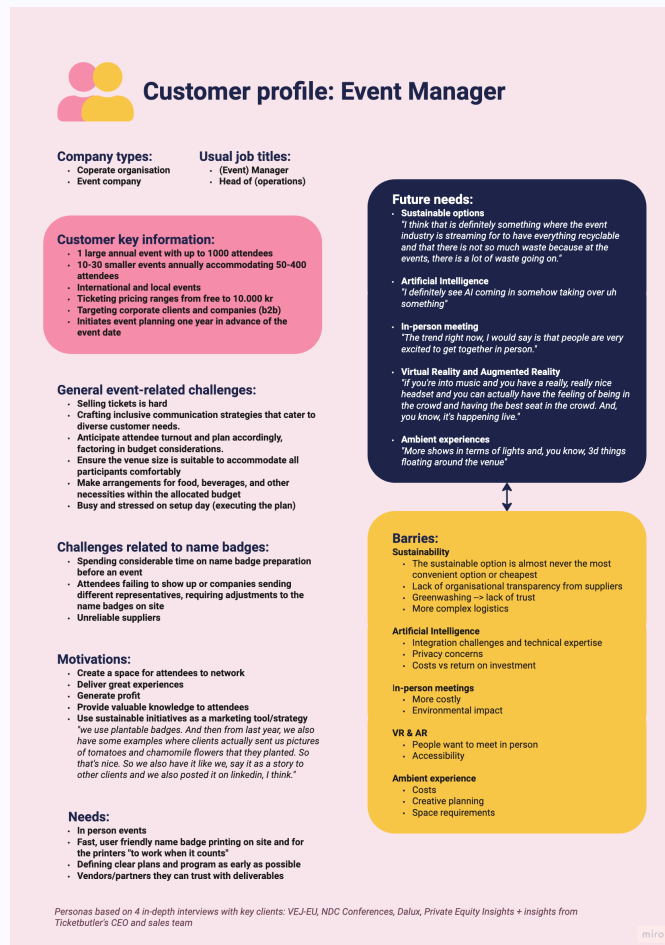 Customer profile: Event Manager
Company types:
• Coperate organisation
• Event company
Usual job titles:
• (Event) Manager
• Head of (operations)
Customer key information:
• 1 large annual event with up to 1000 attendees
• 10-30 smaller events annually accommodating 50-400
attendees
• International and local events
• Ticketing pricing ranges from free to 10.000 kr
• Targeting corporate clients and companies (b2b)
• Initiates event planning one year in advance of the
event date
General event-related challenges:
• Selling tickets is hard
• Crafting inclusive communication strategies that cater to
diverse customer needs.
• Anticipate attendee turnout and plan accordingly,
factoring in budget considerations.
• Ensure the venue size is suitable to accommodate all
participants comfortably
• Make arrangements for food, beverages, and other
necessities within the allocated budget
• Busy and stressed on setup day (executing the plan)
Challenges related to name badges:
• Spending considerable time on name badge preparation
before an event
• Attendees failing to show up or companies sending
different representatives, requiring adjustments to the
name badges on site
• Unreliable suppliers
Motivations:
• Create a space for attendees to network
• Deliver great experiences
• Generate profit
• Provide valuable knowledge to attendees
• Use sustainable initiatives as a marketing tool/strategy
"we use plantable badges. And then from last year, we also
have some examples where clients actually sent us pictures
of tomatoes and chamomile flowers that they planted. So
that's nice. So we also have it like we, say it as a story to
other clients and we also posted it on linkedin, I think."
Needs:
• In person events
• Fast, user friendly name badge printing on site and for
the printers "to work when it counts"
• Defining clear plans and program as early as possible
• Vendors/partners they can trust with deliverables
Future needs:
• Sustainable options
"I think that is definitely something where the event
industry is streaming for to have everything recyclable
and that there is not so much waste because at the
events, there is a lot of waste going on."
• Artificial Intelligence
"I definitely see AI coming in somehow taking over uh
something"
• In-person meeting
"The trend right now, I would say is that people are very
excited to get together in person."
• Virtual Reality and Augmented Reality
"if you're into music and you have a really, really nice
headset and you can actually have the feeling of being in
the crowd and having the best seat in the crowd. And,
you know, it's happening live."
• Ambient experiences
"More shows in terms of lights and, you know, 3d things
floating around the venue"
Barries:
Sustainability
• The sustainable option is almost never the most
convenient option or cheapest
• Lack of organisational transparency from suppliers
• Greenwashing --> lack of trust
• More complex logistics
Artificial Intelligence
• Integration challenges and technical expertise
• Privacy concerns
• Costs vs return on investment
In-person meetings
• More costly
• Environmental impact
VR & AR
• People want to meet in person
• Accessibility
Ambient experience
• Costs
• Creative planning
• Space requirements
Personas based on 4 in-depth interviews with key clients: VEJ-EU, NDC Conferences, Dalux, Private Equity Insights + insights from
Ticketbutler's CEO and sales team
miro